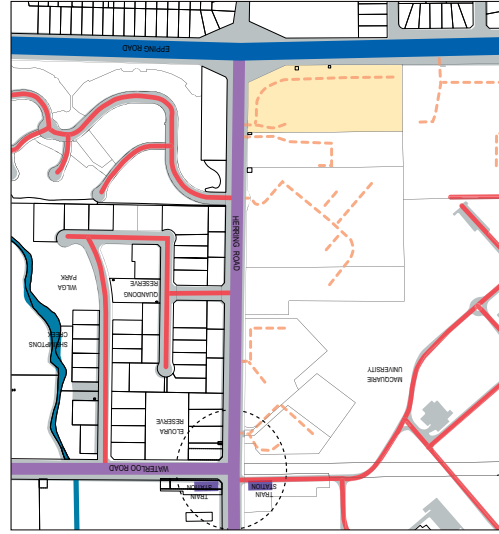 EPPING ROAD
HERRING ROAD
WILGA
PARK
QUANDONG
RESERVE
SHRIMPTONS
CREEK
MACQUARIE
UNIVERSITY
ELOURA
RESERVE
WATERLOO ROAD
TRAIN
STATION
TRAIN
STATION